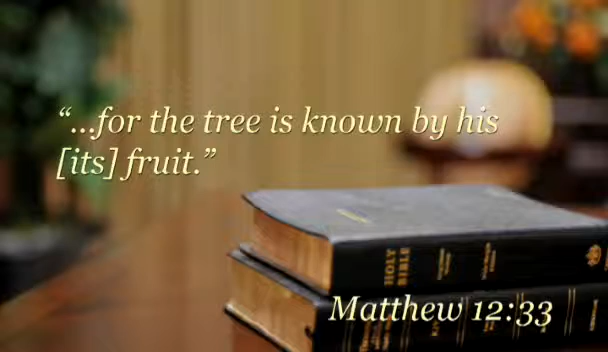 “...for the tree is known by his
[its] fruit.”
HOLY
BIBLE
Matthew 12:33